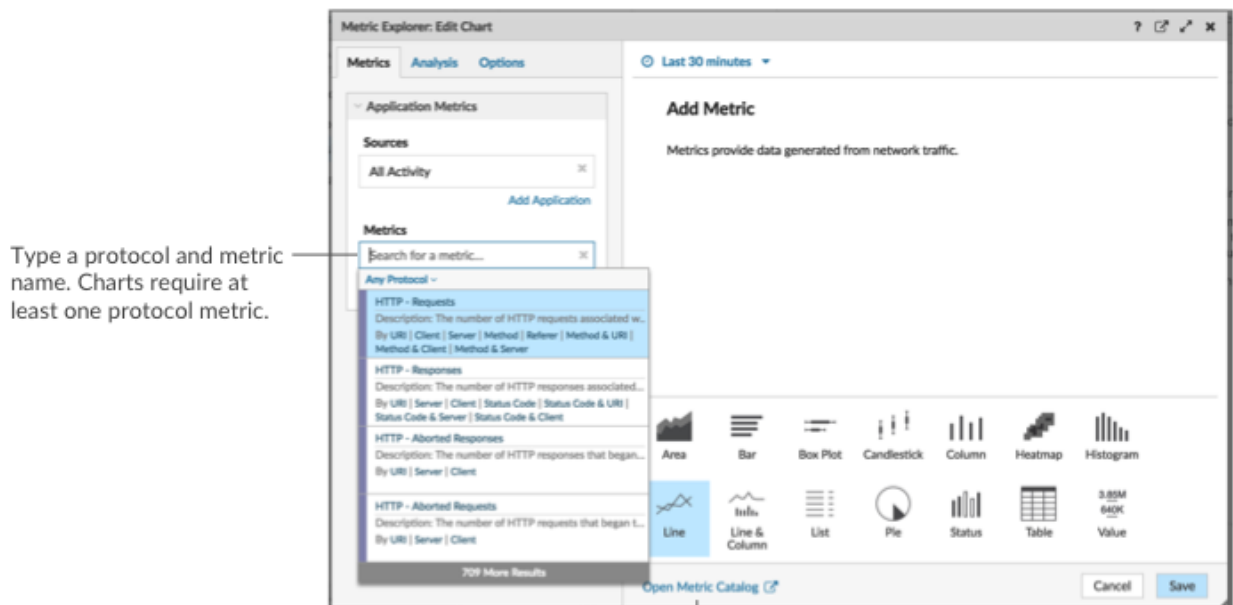 Metric Explorer: Edit Chart
?
Metrics Analysis Options
Last 30 minutes
Application Metrics
Sources
All Activity
Add Application
Metrics
Search for a metric...
Any Protocol
HTTP - Requests
Description: The number of HTTP requests associated w..
By URI | Client | Server | Method | Referer | Method & URI |
Method & Client | Method & Server
HTTP - Responses
Description: The number of HTTP responses associated...
By URI | Server | Client | Status Code | Status Code & URI |
Status Code & Server | Status Code & Client
HTTP - Aborted Responses
Description: The number of HTTP responses that began...
By URI | Server | Client
HTTP - Aborted Requests
Description: The number of HTTP requests that began t...
By URI | Server | Client
709 More Results
Type a protocol and metric
name. Charts require at
least one protocol metric.
Add Metric
Metrics provide data generated from network traffic.
Area Bar Box Plot Candlestick Column Heatmap Histogram
3.85M
640K
Line Line & Column List Pie Status Table Value
Open Metric Catalog
Cancel Save